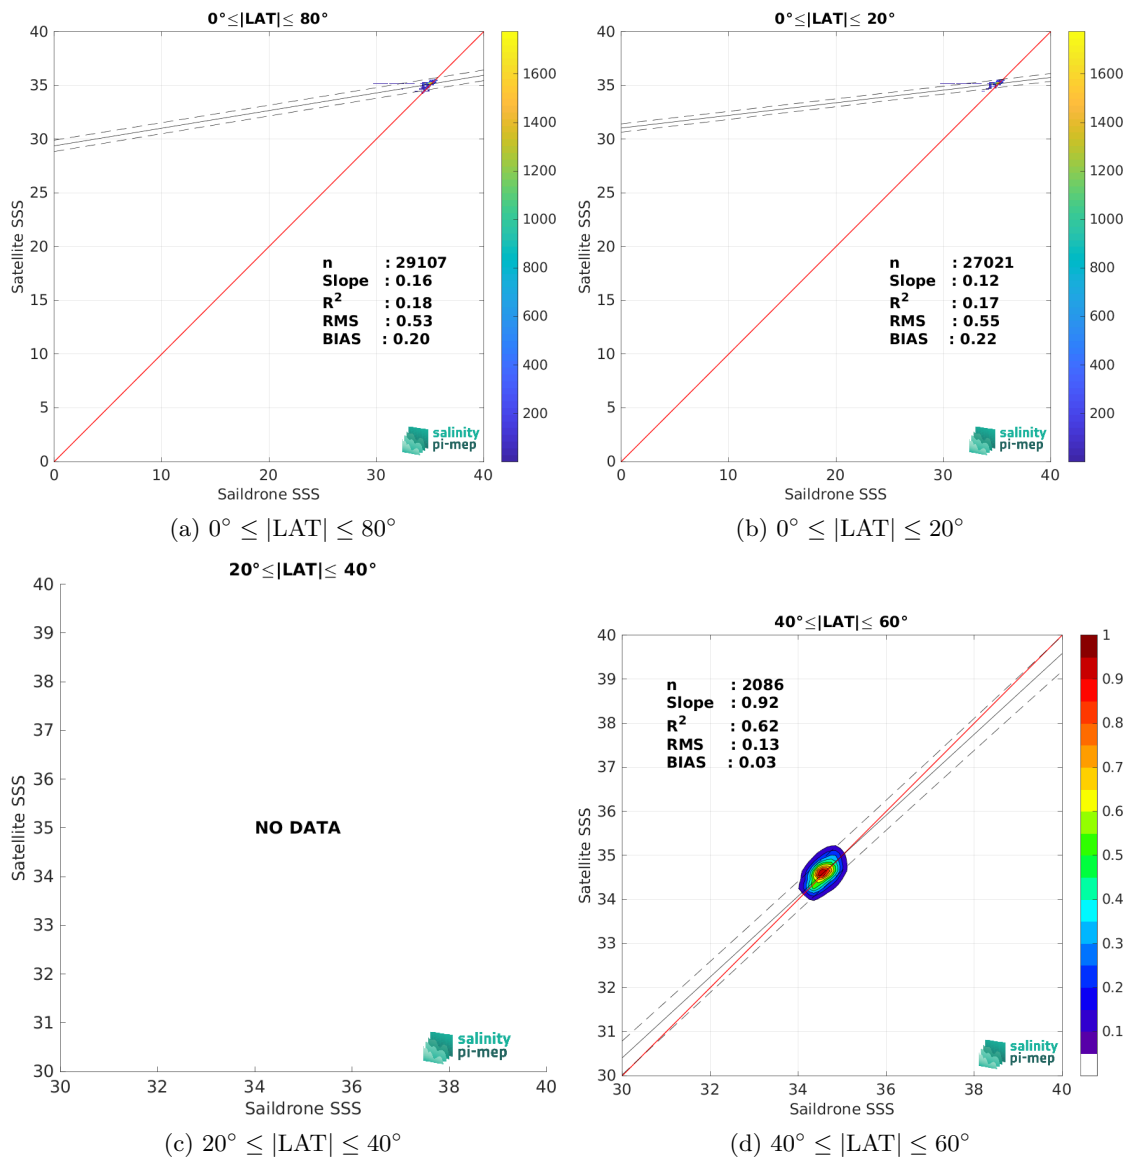 0°≤|LAT|≤ 80°
40
35
30
25
20
15
10
5
0
Satellite SSS
n : 29107
Slope : 0.16
R² : 0.18
RMS : 0.53
BIAS : 0.20
salinity
pi-mep
0 10 20 30 40
Saildrone SSS
1600
1400
1200
1000
800
600
400
200
(a) 0° ≤ |LAT| ≤ 80°
0°≤|LAT|≤ 20°
40
35
30
25
20
15
10
5
0
Satellite SSS
n : 27021
Slope : 0.12
R² : 0.17
RMS : 0.55
BIAS : 0.22
salinity
pi-mep
0 10 20 30 40
Saildrone SSS
1600
1400
1200
1000
800
600
400
200
(b) 0° ≤ |LAT| ≤ 20°
20°≤|LAT|≤ 40°
40
39
38
37
36
35
34
33
32
31
30
Satellite SSS
NO DATA
salinity
pi-mep
30 32 34 36 38 40
Saildrone SSS
(c) 20° ≤ |LAT| ≤ 40°
40°≤|LAT|≤ 60°
40
39
38
37
36
35
34
33
32
31
30
Satellite SSS
n : 2086
Slope : 0.92
R² : 0.62
RMS : 0.13
BIAS : 0.03
salinity
pi-mep
30 32 34 36 38 40
Saildrone SSS
1
0.9
0.8
0.7
0.6
0.5
0.4
0.3
0.2
0.1
(d) 40° ≤ |LAT| ≤ 60°